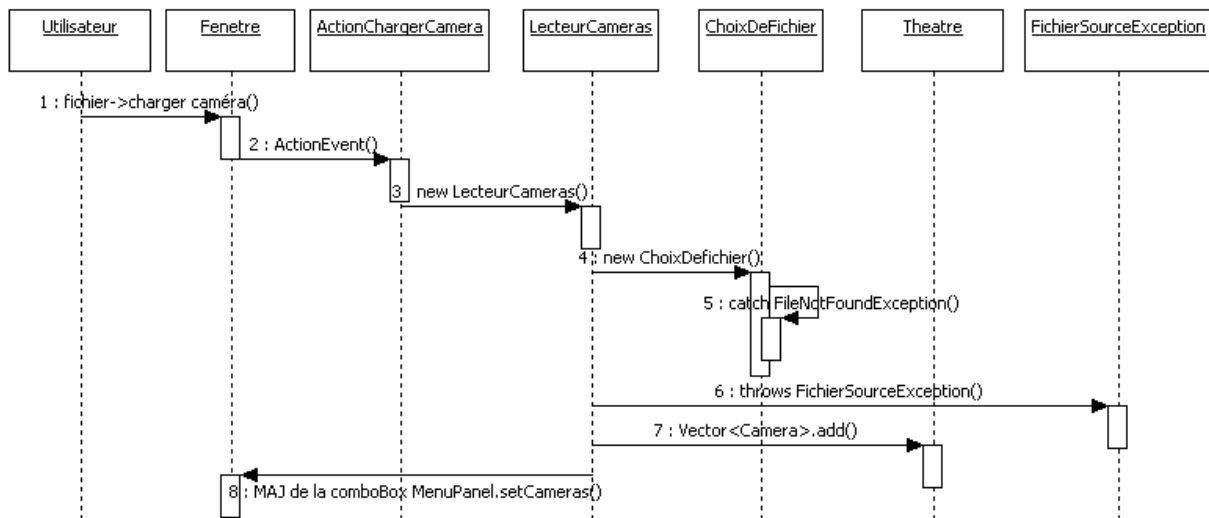 Utilisateur
Fenetre
ActionChargerCamera
LecteurCameras
ChoixDeFichier
Theatre
FichierSourceException
1 : fichier->charger caméra()
2 : ActionEvent()
3 new LecteurCameras()
4 : new ChoixDefichier()
5 : catch FileNotFoundException()
6 : throws FichierSourceException()
7 : Vector<Camera>.add()
8 : MAJ de la comboBox MenuPanel.setCameras()